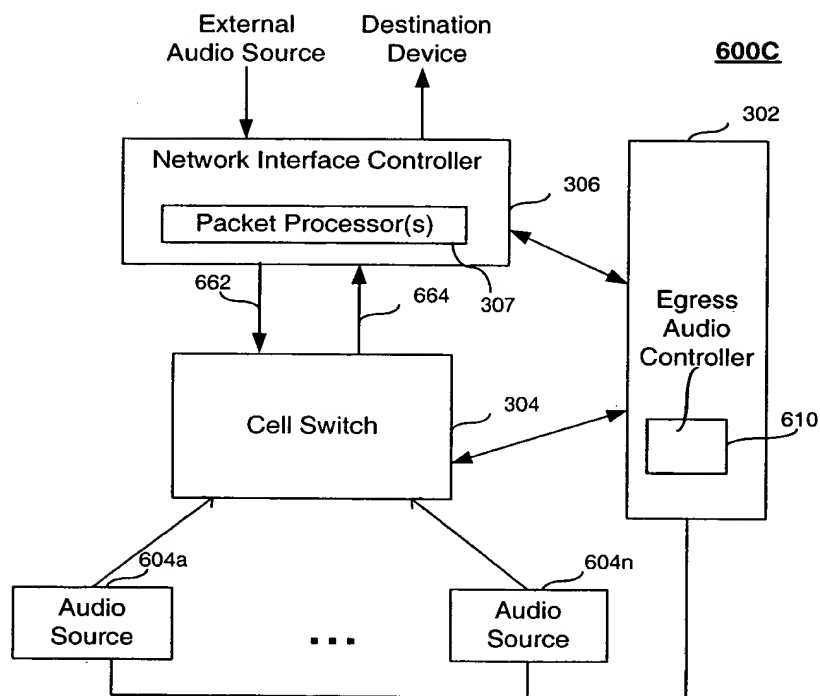 External
Audio Source
Destination
Device
600C
302
Network Interface Controller
306
Packet Processor(s)
307
662
664
Egress
Audio
Controller
610
Cell Switch
304
604a
Audio
Source
...
604n
Audio
Source